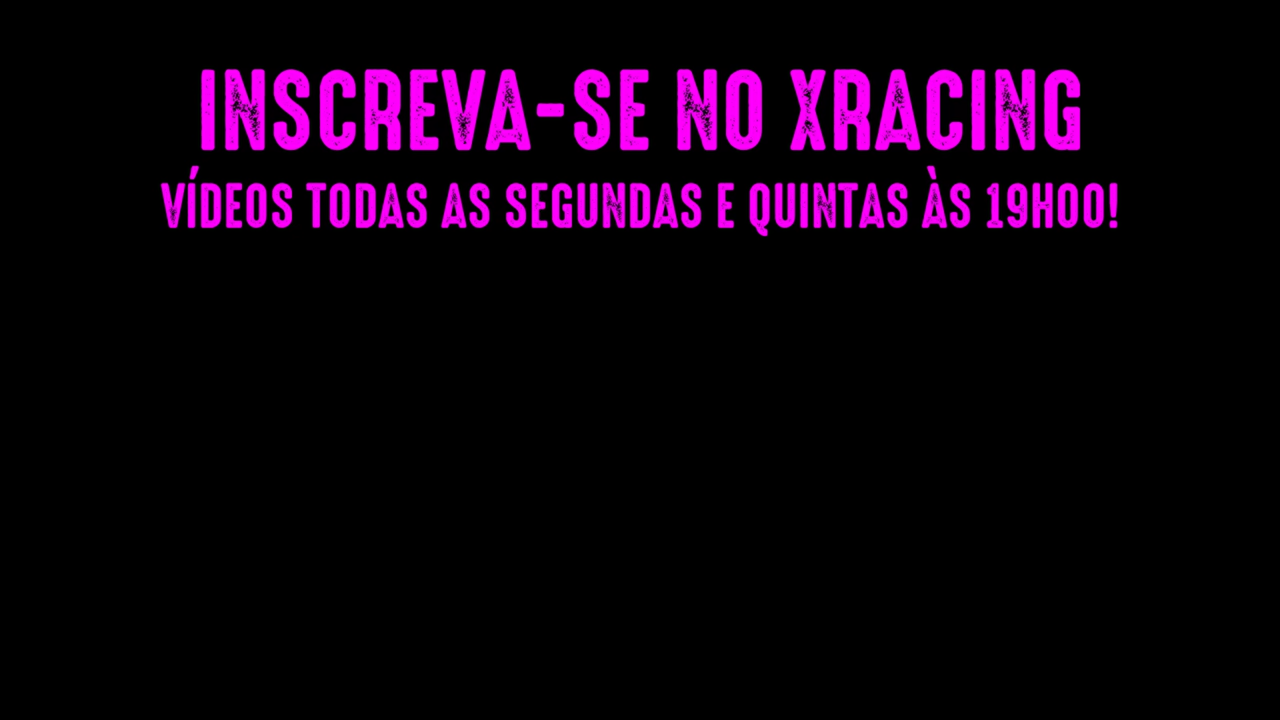 INSCREVA-SE NO XRACING
VÍDEOS TODAS AS SEGUNDAS E QUINTAS ÀS 19H00!